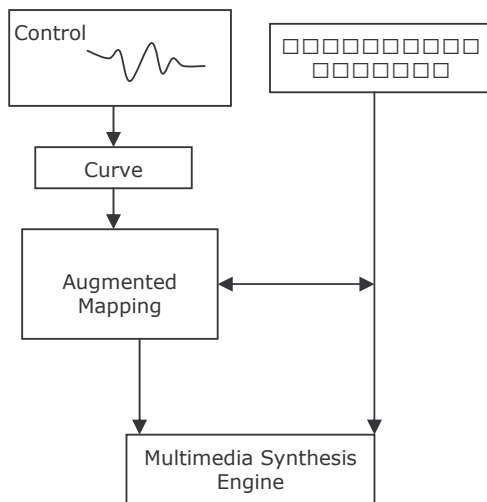 Control
Curve
Augmented
Mapping
Multimedia Synthesis
Engine